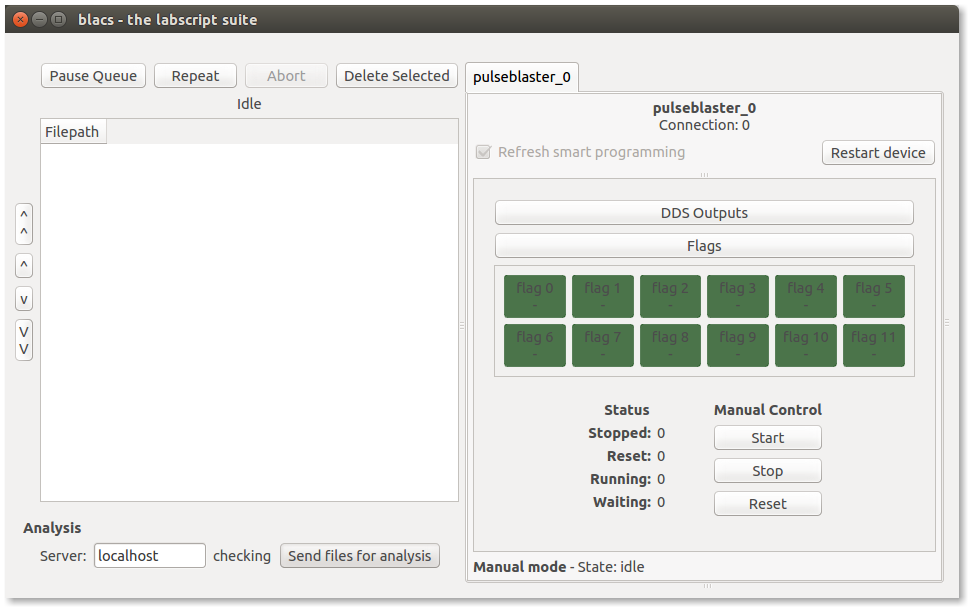 blacs - the labscript suite
Pause Queue Repeat Abort Delete Selected
Idle
Filepath
^
^
^
v
V
V
Analysis
Server: localhost checking Send files for analysis
pulseblaster_0
pulseblaster_0
Connection: 0
Refresh smart programming Restart device
DDS Outputs
Flags
flag 0 flag 1 flag 2 flag 3 flag 4 flag 5
- - - - - -
flag 6 flag 7 flag 8 flag 9 flag 10 flag 11
- - - - - -
Status Manual Control
Stopped: 0 Start
Reset: 0
Running: 0 Stop
Waiting: 0 Reset
Manual mode - State: idle